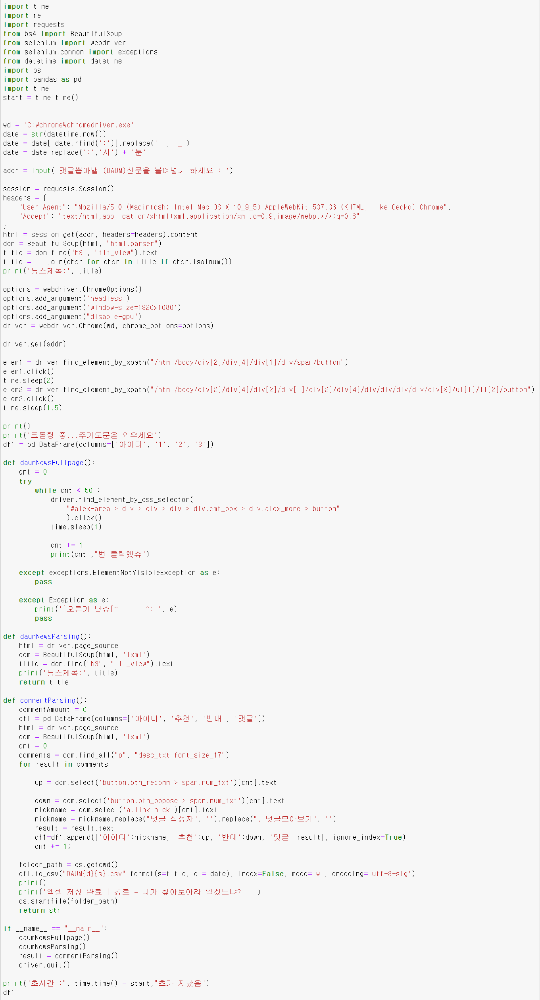 import time
import re
import requests
from bs4 import BeautifulSoup
from selenium import webdriver
from selenium.common import exceptions
from datetime import datetime
import os
import pandas as pd
import time
start = time.time()
wd = 'C:₩chrome₩chromedriver.exe'
date = str(datetime.now())
date = date[:date.rfind(':')].replace(' ', '_')
date = date.replace(':','시') + '분'
addr = input('댓글뽑아낼 (DAUM)신문을 붙여넣기 하세요 : ')
session = requests.Session()
headers = {
    "User-Agent": "Mozilla/5.0 (Macintosh; Intel Mac OS X 10_9_5) AppleWebKit 537.36 (KHTML, like Gecko) Chrome",
    "Accept": "text/html,application/xhtml+xml,application/xml;q=0.9,image/webp,*/*;q=0.8"
}
html = session.get(addr, headers=headers).content
dom = BeautifulSoup(html, "html.parser")
title = dom.find("h3", "tit_view").text
title = ''.join(char for char in title if char.isalnum())
print('뉴스제목:', title)
options = webdriver.ChromeOptions()
options.add_argument('headless')
options.add_argument('window-size=1920x1080')
options.add_argument("disable-gpu")
driver = webdriver.Chrome(wd, chrome_options=options)
driver.get(addr)
elem1 = driver.find_element_by_xpath("/html/body/div[2]/div[4]/div[1]/div/span/button")
elem1.click()
time.sleep(2)
elem2 = driver.find_element_by_xpath("/html/body/div[2]/div[4]/div[2]/div[1]/div[2]/div[4]/div/div/div/div/div[3]/ul[1]/li[2]/button")
elem2.click()
time.sleep(1.5)
print()
print('크롤링 중...주기도문을 외우세요')
df1 = pd.DataFrame(columns=['아이디', '1', '2', '3'])
def daumNewsFullpage():
    cnt = 0
    try:
        while cnt < 50 :
            driver.find_element_by_css_selector(
                "#alex-area > div > div > div > div.cmt_box > div.alex_more > button"
                ).click()
            time.sleep(1)
            cnt += 1
            print(cnt ,"번 클릭했슈")
    except exceptions.ElementNotVisibleException as e:
        pass
    except Exception as e:
        print('[오류가 났슈[^_______^: ', e)
        pass
def daumNewsParsing():
    html = driver.page_source
    dom = BeautifulSoup(html, 'lxml')
    title = dom.find("h3", "tit_view").text
    print('뉴스제목:', title)
    return title
def commentParsing():
    commentAmount = 0
    df1 = pd.DataFrame(columns=['아이디', '추천', '반대', '댓글'])
    html = driver.page_source
    dom = BeautifulSoup(html, 'lxml')
    cnt = 0
    comments = dom.find_all("p", "desc_txt font_size_17")
    for result in comments:
        up = dom.select('button.btn_recomm > span.num_txt')[cnt].text
        down = dom.select('button.btn_oppose > span.num_txt')[cnt].text
        nickname = dom.select('a.link_nick')[cnt].text
        nickname = nickname.replace("댓글 작성자", '').replace(", 댓글모아보기", '')
        result = result.text
        df1=df1.append({'아이디':nickname, '추천':up, '반대':down, '댓글':result}, ignore_index=True)
        cnt += 1;
    folder_path = os.getcwd()
    df1.to_csv("DAUM{d}{s}.csv".format(s=title, d = date), index=False, mode='w', encoding='utf-8-sig')
    print()
    print('엑셀 저장 완료 | 경로 = 니가 찾아보아라 알겠느냐?...')
    os.startfile(folder_path)
    return str
if __name__ == "__main__":
    daumNewsFullpage()
    daumNewsParsing()
    result = commentParsing()
    driver.quit()
print("초시간 :", time.time() - start,"초가 지났음")
df1